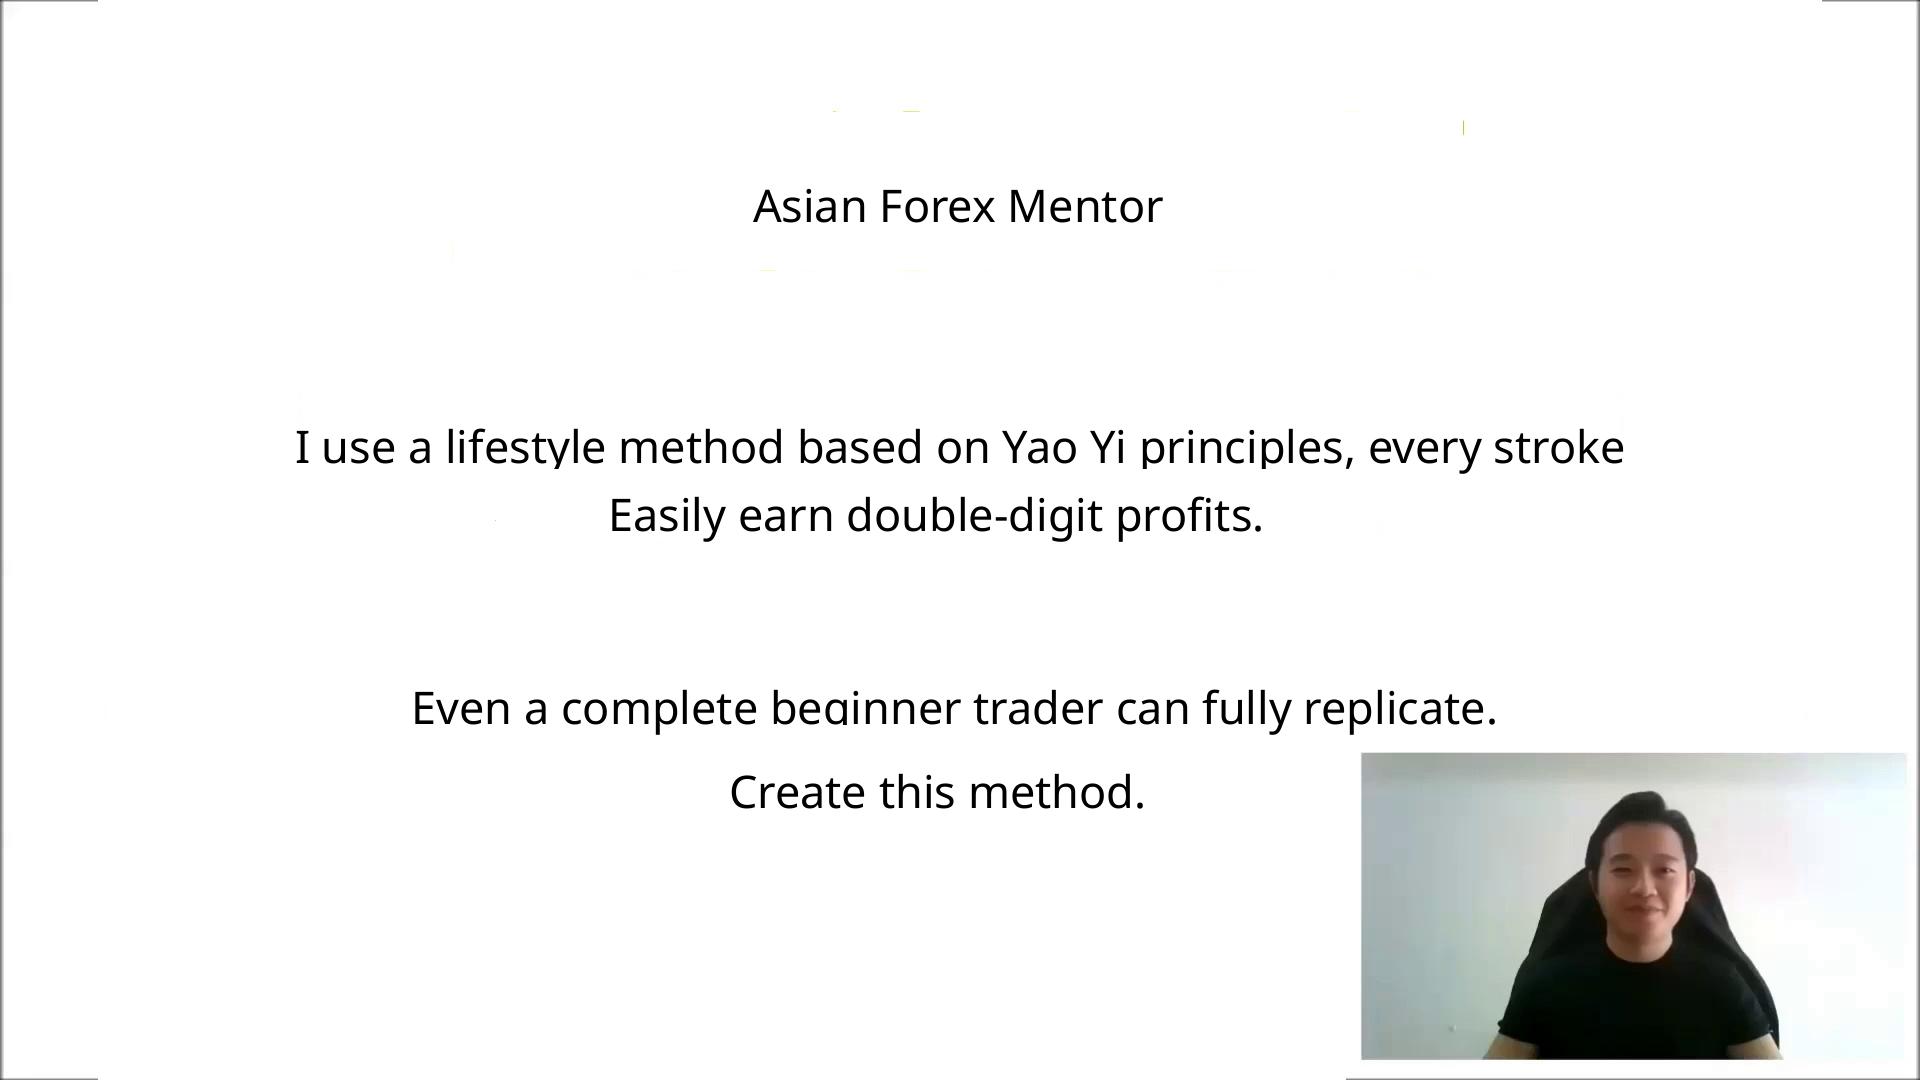 Asian Forex Mentor
I use a lifestyle method based on Yao Yi principles, every stroke
Easily earn double-digit profits.
Even a complete beginner trader can fully replicate.
Create this method.